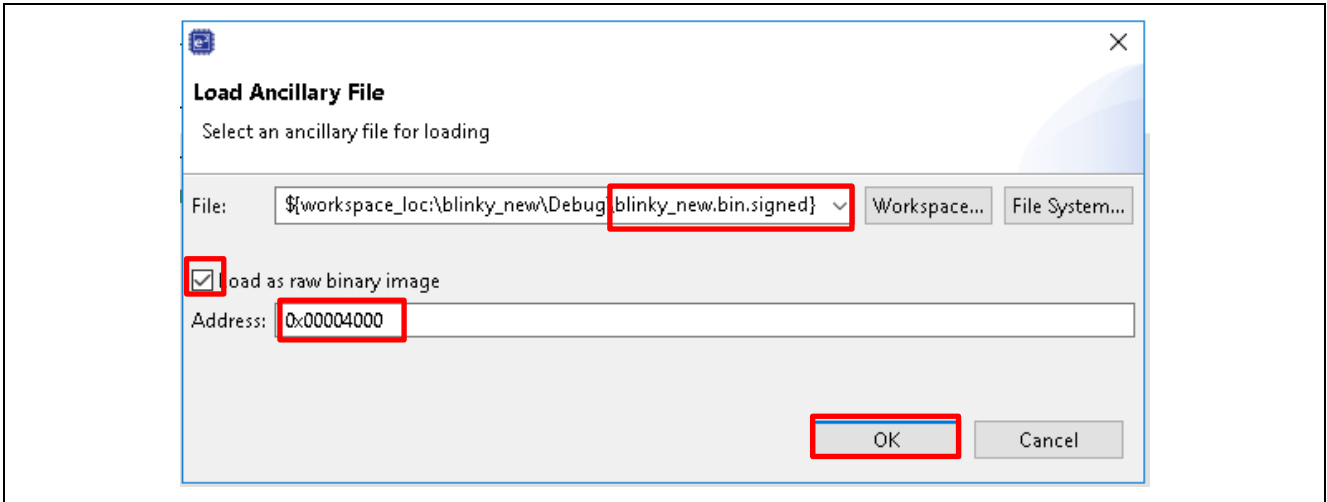 e²
Load Ancillary File
Select an ancillary file for loading
File: ${workspace_loc:\blinky_new\Debug\blinky_new.bin.signed} Workspace... File System...
Load as raw binary image
Address: 0x00004000
OK Cancel